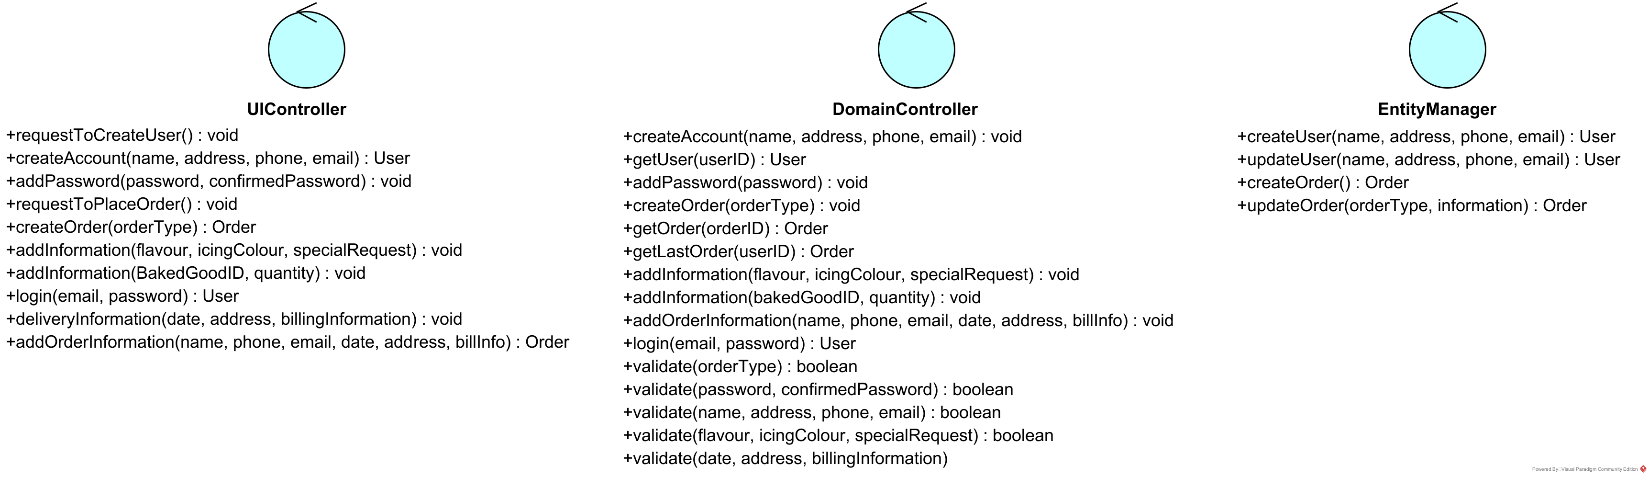 UIController
+requestToCreateUser() : void
+createAccount(name, address, phone, email) : User
+addPassword(password, confirmedPassword) : void
+requestToPlaceOrder() : void
+createOrder(orderType) : Order
+addInformation(flavour, icingColour, specialRequest) : void
+addInformation(BakedGoodID, quantity) : void
+login(email, password) : User
+deliveryInformation(date, address, billingInformation) : void
+addOrderInformation(name, phone, email, date, address, billInfo) : Order
DomainController
+createAccount(name, address, phone, email) : void
+getUser(userID) : User
+addPassword(password) : void
+createOrder(orderType) : void
+getOrder(orderID) : Order
+getLastOrder(userID) : Order
+addInformation(flavour, icingColour, specialRequest) : void
+addInformation(bakedGoodID, quantity) : void
+addOrderInformation(name, phone, email, date, address, billInfo) : void
+login(email, password) : User
+validate(orderType) : boolean
+validate(password, confirmedPassword) : boolean
+validate(name, address, phone, email) : boolean
+validate(flavour, icingColour, specialRequest) : boolean
+validate(date, address, billingInformation)
EntityManager
+createUser(name, address, phone, email) : User
+updateUser(name, address, phone, email) : User
+createOrder() : Order
+updateOrder(orderType, information) : Order
Powered By Visual Paradigm Community Edition